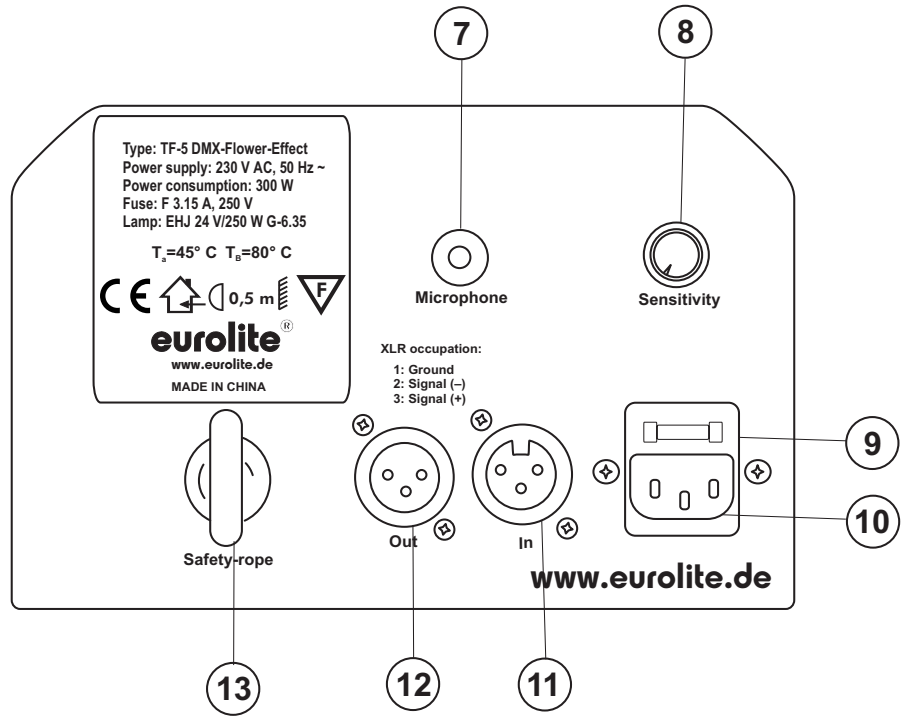 7
8
Type: TF-5 DMX-Flower-Effect
Power supply: 230 V AC, 50 Hz ~
Power consumption: 300 W
Fuse: F 3.15 A, 250 V
Lamp: EHJ 24 V/250 W G-6.35
Ta=45° C TB=80° C
CE 0,5 m F
eurolite®
www.eurolite.de
MADE IN CHINA
Microphone
Sensitivity
XLR occupation:
1: Ground
2: Signal (–)
3: Signal (+)
9
10
Safety-rope
Out
In
www.eurolite.de
13
12
11